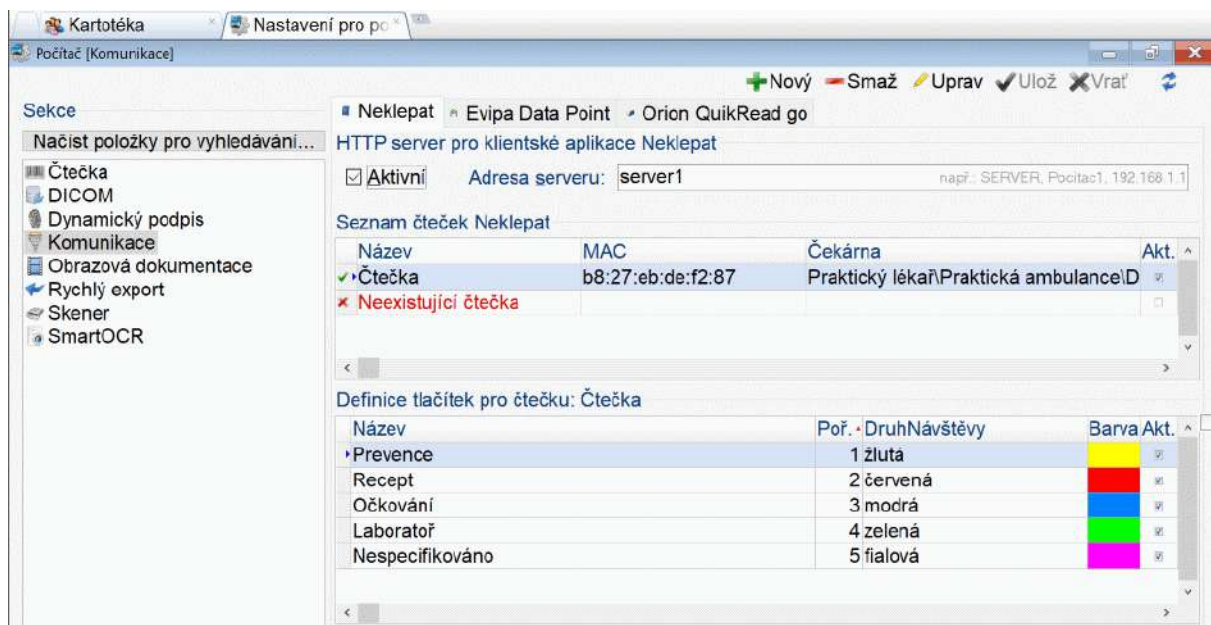 Kartotéka Nastavení pro po
Počítač [Komunikace]
Nový Smaž Uprav Ulož Vrať
Sekce
Načíst položky pro vyhledávání...
Čtečka
DICOM
Dynamický podpis
Komunikace
Obrazová dokumentace
Rychlý export
Skener
SmartOCR
Neklepat Evipa Data Point Orion QuikRead go
HTTP server pro klientské aplikace Neklepat
Aktivní Adresa serveru: server1 např.: SERVER, Pocitac1, 192.168.1.1
Seznam čteček Neklepat
Název MAC Čekárna Akt.
Čtečka b8:27:eb:de:f2:87 Praktický lékař\Praktická ambulance\D
Neexistující čtečka
Definice tlačítek pro čtečku: Čtečka
Název Poř. DruhNávštěvy Barva Akt.
Prevence 1 žlutá
Recept 2 červená
Očkování 3 modrá
Laboratoř 4 zelená
Nespecifikováno 5 fialová